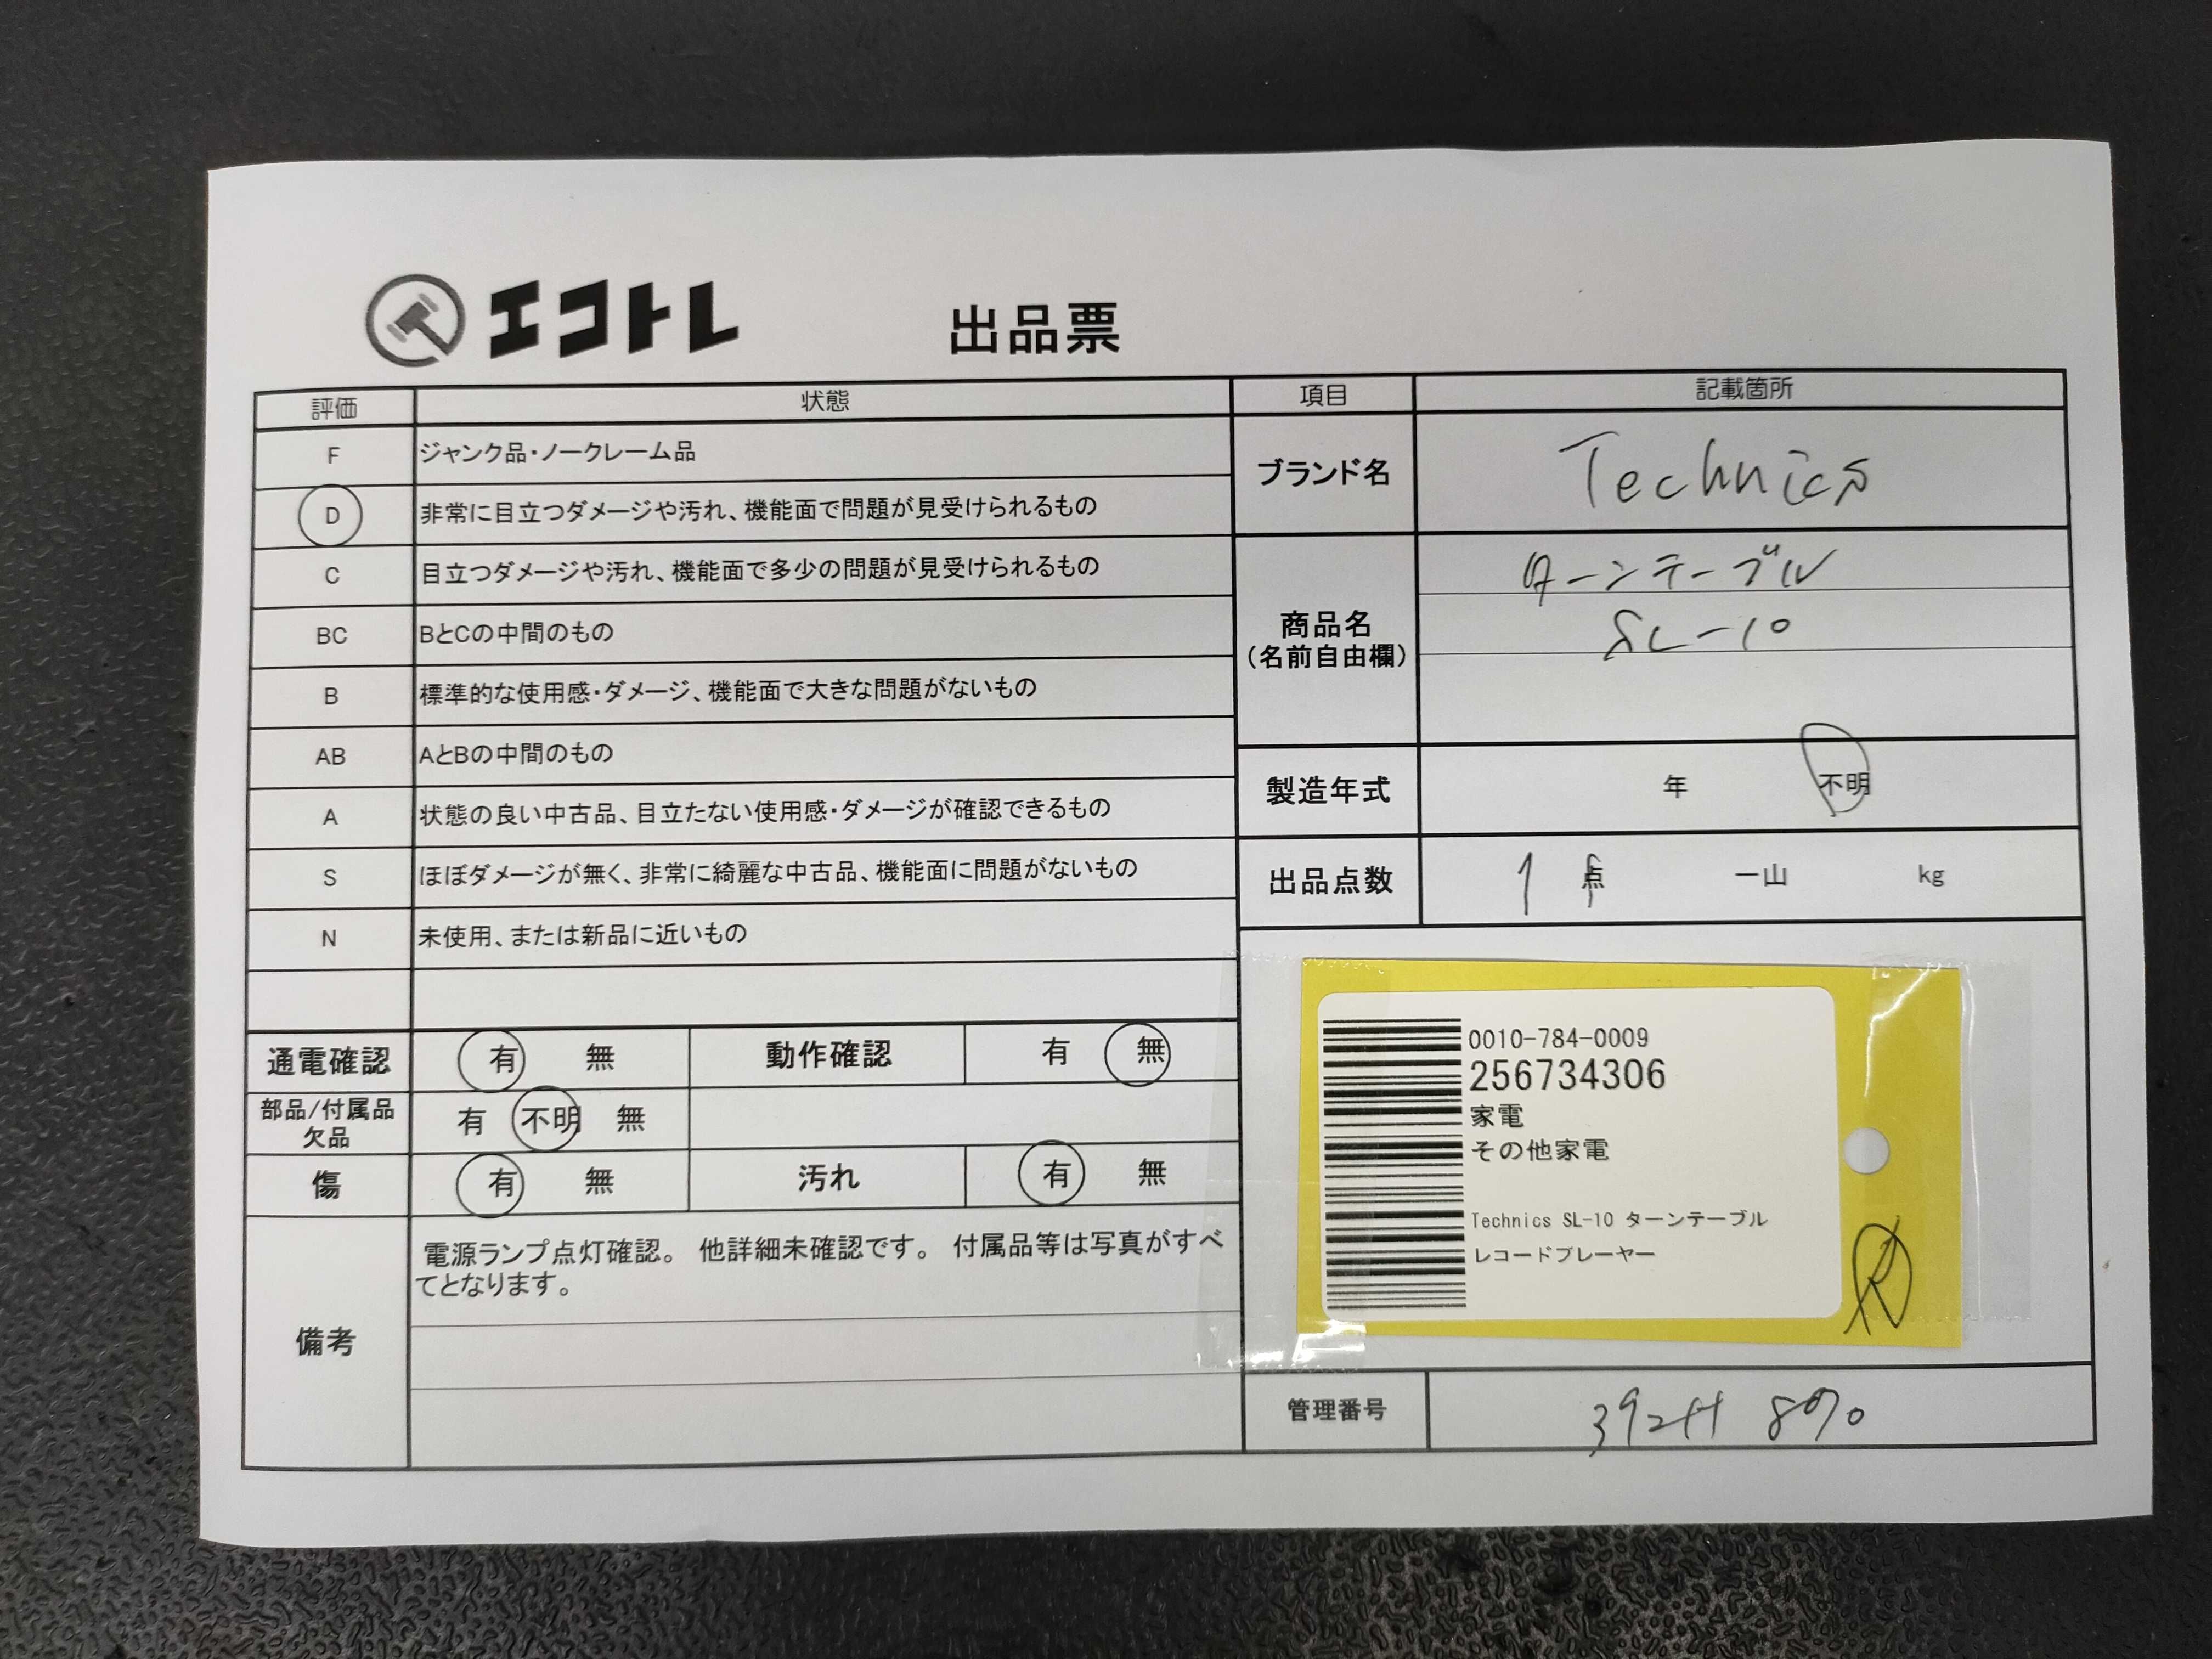 エコトレ
出品票
評価 状態
F ジャンク品・ノークレーム品
D 非常に目立つダメージや汚れ、機能面で問題が見受けられるもの
C 目立つダメージや汚れ、機能面で多少の問題が見受けられるもの
BC BとCの中間のもの
B 標準的な使用感・ダメージ、機能面で大きな問題がないもの
AB AとBの中間のもの
A 状態の良い中古品、目立たない使用感・ダメージが確認できるもの
S ほぼダメージが無く、非常に綺麗な中古品、機能面に問題がないもの
N 未使用、または新品に近いもの
通電確認 有 無 動作確認 有 無
部品/付属品
欠品
有 不明 無
傷 有 無 汚れ 有 無
備考
電源ランプ点灯確認。 他詳細未確認です。 付属品等は写真がすべ
てとなります。
項目 記載箇所
ブランド名 Technics
商品名
(名前自由欄)
ターンテーブル
SL-10
製造年式 年 不明
出品点数 1 点 一山 kg
0010-784-0009
256734306
家電
その他家電
Technics SL-10 ターンテーブル
レコードプレーヤー
管理番号